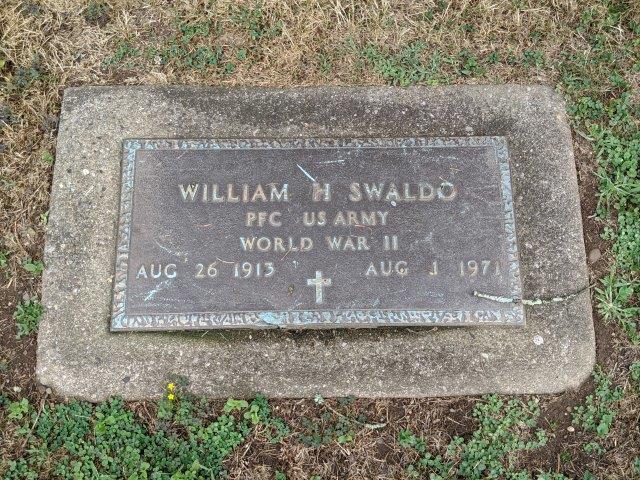 WILLIAM H SWALDO
PFC US ARMY
WORLD WAR II
AUG 26 1913 AUG 1 1971